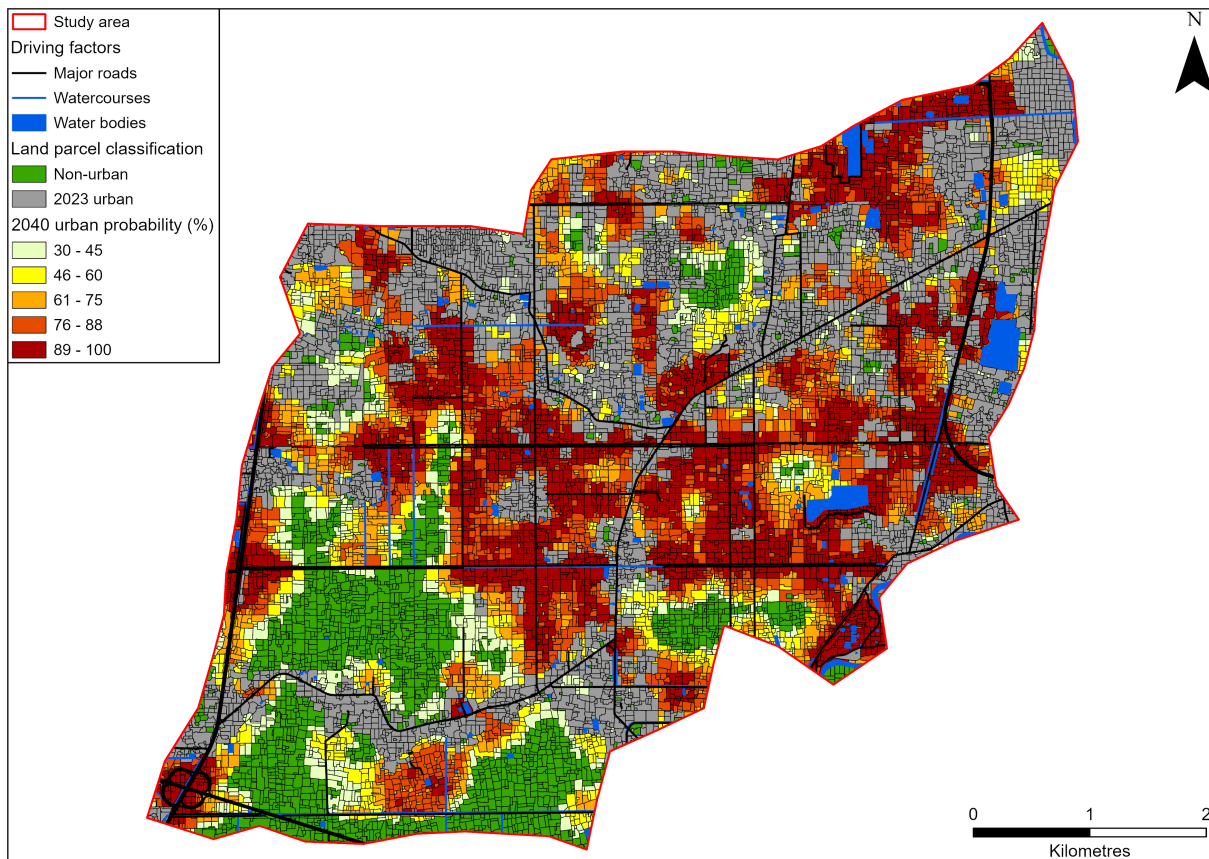 Study area
Driving factors
Major roads
Watercourses
Water bodies
Land parcel classification
Non-urban
2023 urban
2040 urban probability (%)
30 - 45
46 - 60
61 - 75
76 - 88
89 - 100
N
0 1 2
Kilometres